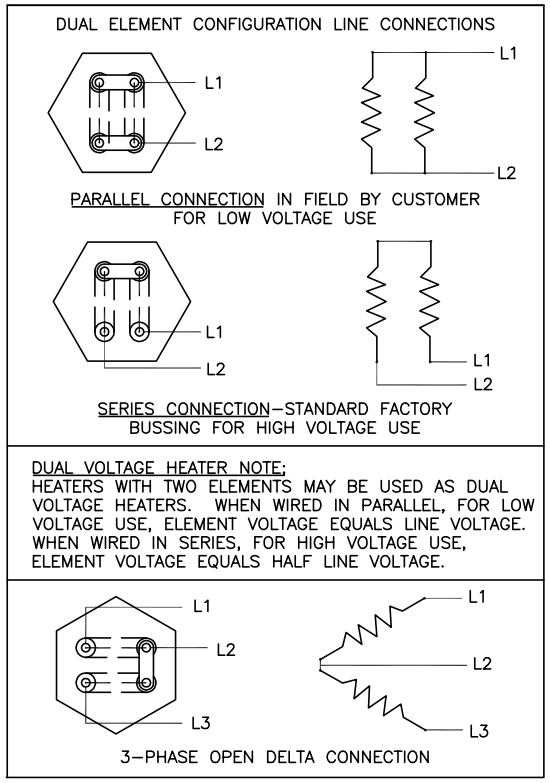 DUAL ELEMENT CONFIGURATION LINE CONNECTIONS
L1
L1
L2
L2
PARALLEL CONNECTION IN FIELD BY CUSTOMER
FOR LOW VOLTAGE USE
L1
L1
L2
L2
SERIES CONNECTION-STANDARD FACTORY
BUSSING FOR HIGH VOLTAGE USE
DUAL VOLTAGE HEATER NOTE;
HEATERS WITH TWO ELEMENTS MAY BE USED AS DUAL
VOLTAGE HEATERS. WHEN WIRED IN PARALLEL, FOR LOW
VOLTAGE USE, ELEMENT VOLTAGE EQUALS LINE VOLTAGE.
WHEN WIRED IN SERIES, FOR HIGH VOLTAGE USE,
ELEMENT VOLTAGE EQUALS HALF LINE VOLTAGE.
L1
L1
L2
L2
L3
L3
3-PHASE OPEN DELTA CONNECTION